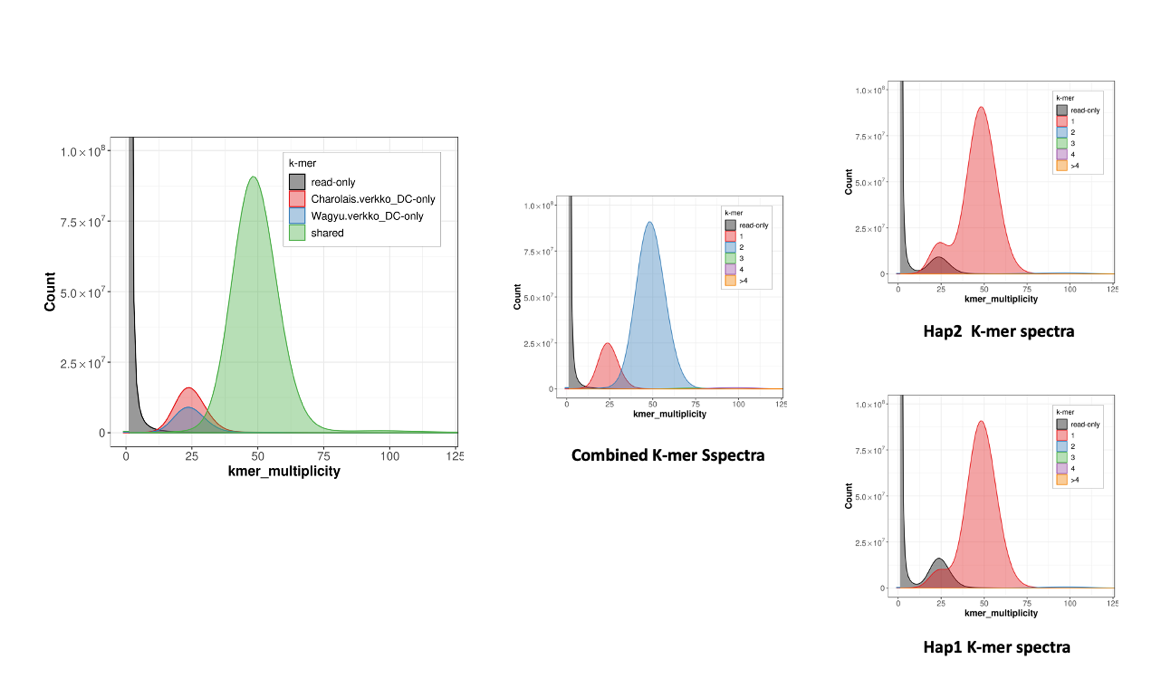 k-mer
read-only
Charolais.verkko_DC-only
Wagyu.verkko_DC-only
shared
1.0×10⁸
7.5×10⁷
5.0×10⁷
2.5×10⁷
0
Count
0 25 50 75 100 125
kmer_multiplicity
k-mer
read-only
1
2
3
4
>4
1.0×10⁸
7.5×10⁷
5.0×10⁷
2.5×10⁷
0
Count
0 25 50 75 100 125
kmer_multiplicity
Combined K-mer Sspectra
k-mer
read-only
1
2
3
4
>4
1.0×10⁸
7.5×10⁷
5.0×10⁷
2.5×10⁷
0
Count
0 25 50 75 100 125
kmer_multiplicity
Hap2 K-mer spectra
k-mer
read-only
1
2
3
4
>4
1.0×10⁸
7.5×10⁷
5.0×10⁷
2.5×10⁷
0
Count
0 25 50 75 100 125
kmer_multiplicity
Hap1 K-mer spectra